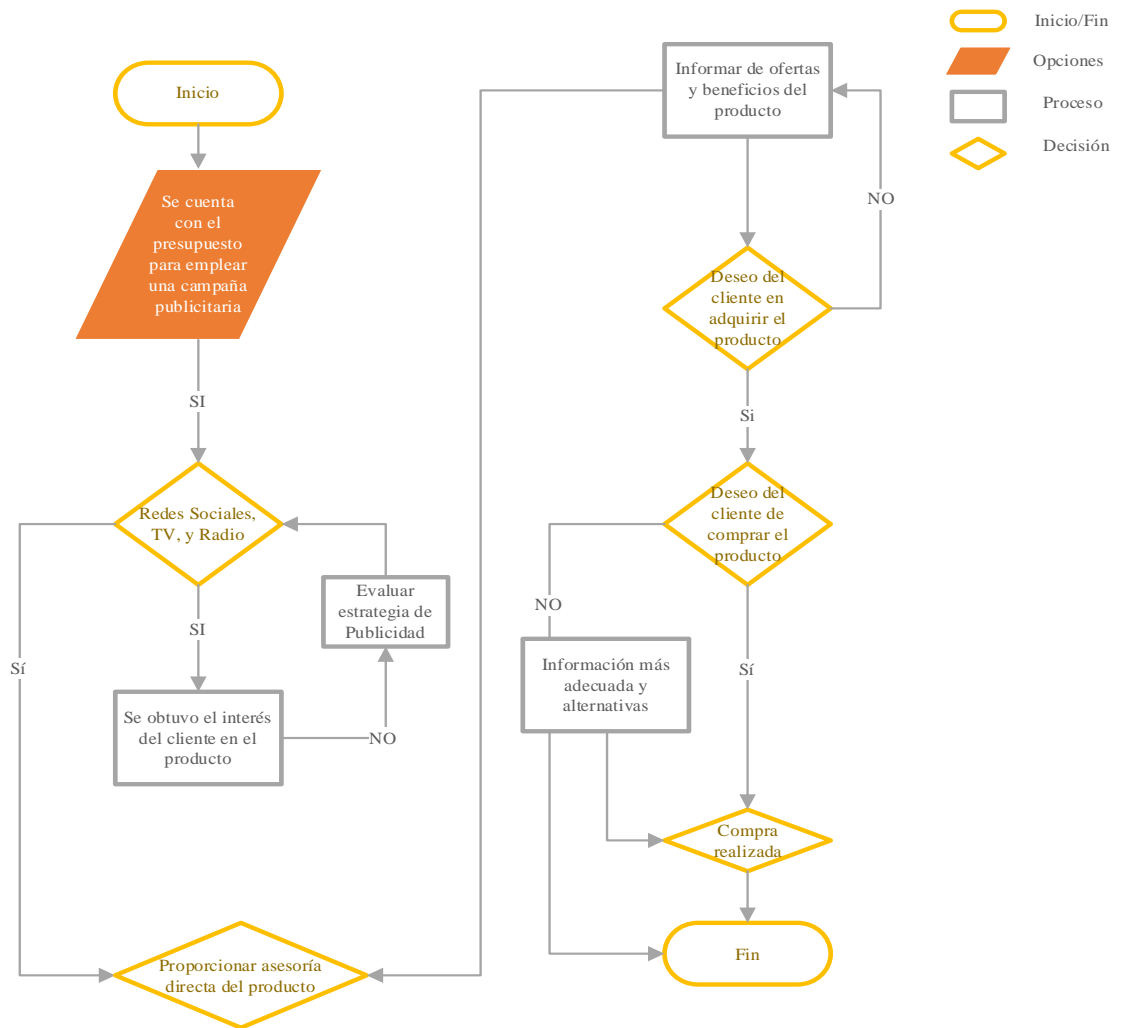 Inicio
Se cuenta
con el
presupuesto
para emplear
una campaña
publicitaria
SI
Redes Sociales,
TV, y Radio
Evaluar
estrategia de
Publicidad
SI
Sí
Se obtuvo el interés
del cliente en el
producto
NO
Proporcionar asesoría
directa del producto
Informar de ofertas
y beneficios del
producto
NO
Deseo del
cliente en
adquirir el
producto
Si
Deseo del
cliente de
comprar el
producto
NO
Información más
adecuada y
alternativas
Sí
Compra
realizada
Fin
Inicio/Fin
Opciones
Proceso
Decisión